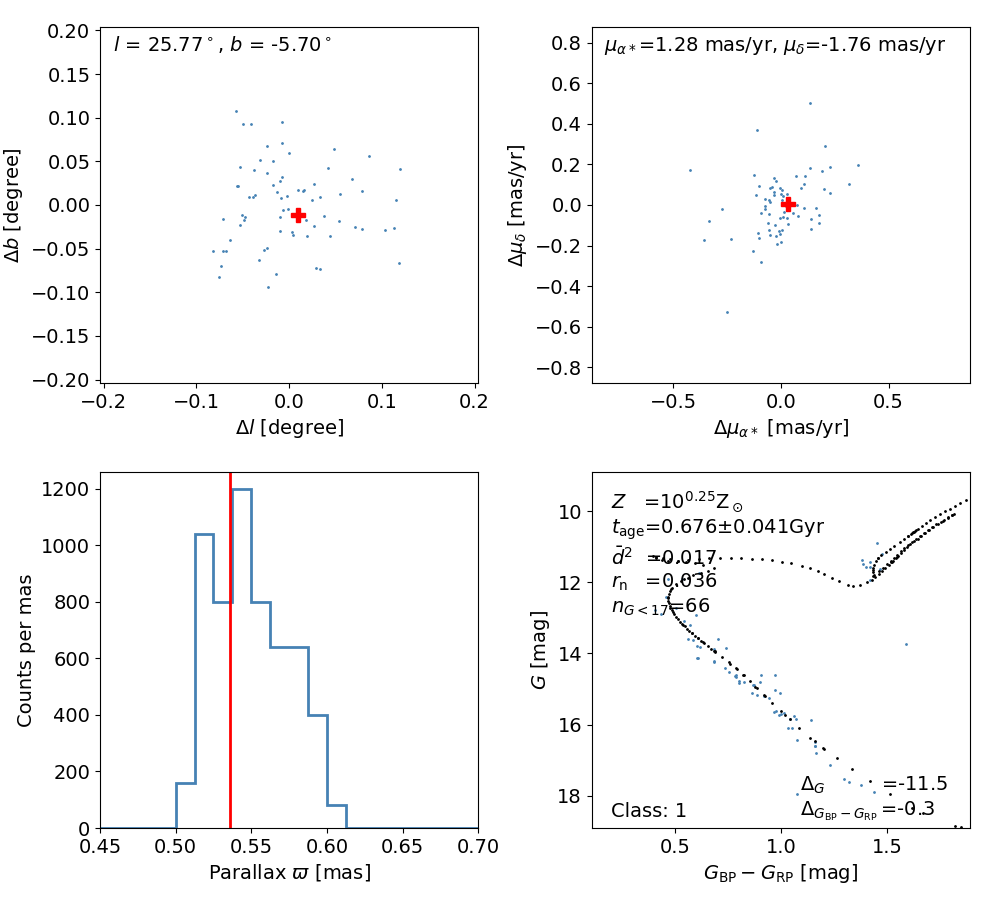 l = 25.77°, b = -5.70°
0.20
0.15
0.10
0.05
0.00
−0.05
−0.10
−0.15
−0.20
Δb [degree]
−0.2 −0.1 0.0 0.1 0.2
Δl [degree]
μα*=1.28 mas/yr, μδ=-1.76 mas/yr
0.8
0.6
0.4
0.2
0.0
−0.2
−0.4
−0.6
−0.8
Δμδ [mas/yr]
−0.5 0.0 0.5
Δμα* [mas/yr]
1200
1000
800
600
400
200
0
Counts per mas
0.45 0.50 0.55 0.60 0.65 0.70
Parallax ϖ [mas]
Z =10^0.25 Z⊙
t_age=0.676±0.041Gyr
d̄² =0.017
r_n =0.036
n_G<17=66
10
12
14
16
18
G [mag]
Δ_G =-11.5
Δ_G_BP−G_RP =-0.3
Class: 1
0.5 1.0 1.5
G_BP − G_RP [mag]